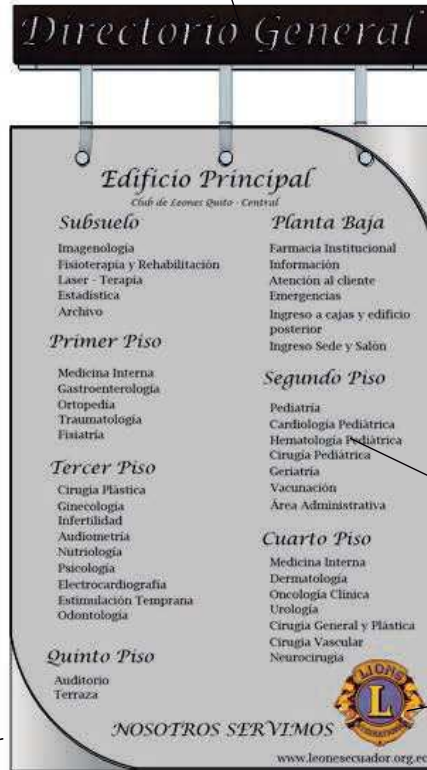 Directorio General
Edificio Principal
Club de Leones Quito - Central
Subsuelo
Imagenología
Fisioterapia y Rehabilitación
Laser - Terapia
Estadística
Archivo
Planta Baja
Farmacia Institucional
Información
Atención al cliente
Emergencias
Ingreso a cajas y edificio
posterior
Ingreso Sede y Salón
Primer Piso
Medicina Interna
Gastroenterología
Ortopedia
Traumatología
Fisiatría
Segundo Piso
Pediatría
Cardiología Pediátrica
Hematología Pediátrica
Cirugía Pediátrica
Geriatría
Vacunación
Área Administrativa
Tercer Piso
Cirugía Plástica
Ginecología
Infertilidad
Audiometría
Nutriología
Psicología
Electrocardiografía
Estimulación Temprana
Odontología
Cuarto Piso
Medicina Interna
Dermatología
Oncología Clínica
Urología
Cirugía General y Plástica
Cirugía Vascular
Neurocirugía
Quinto Piso
Auditorio
Terraza
LIONS
L
INTERNATIONAL
NOSOTROS SERVIMOS
www.leonesecuador.org.ec